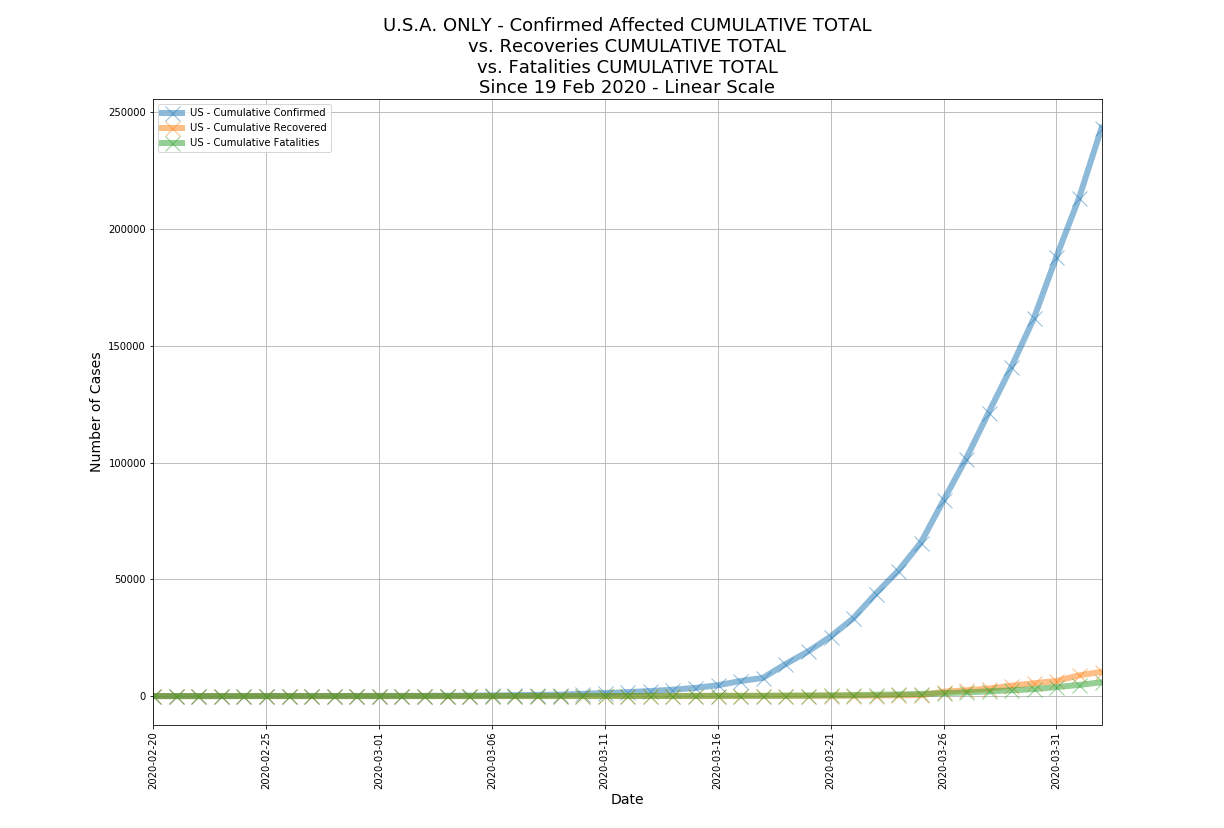 U.S.A. ONLY - Confirmed Affected CUMULATIVE TOTAL
vs. Recoveries CUMULATIVE TOTAL
vs. Fatalities CUMULATIVE TOTAL
Since 19 Feb 2020 - Linear Scale
US - Cumulative Confirmed
US - Cumulative Recovered
US - Cumulative Fatalities
Number of Cases
250000
200000
150000
100000
50000
0
2020-02-20
2020-02-25
2020-03-01
2020-03-06
2020-03-11
2020-03-16
2020-03-21
2020-03-26
2020-03-31
Date